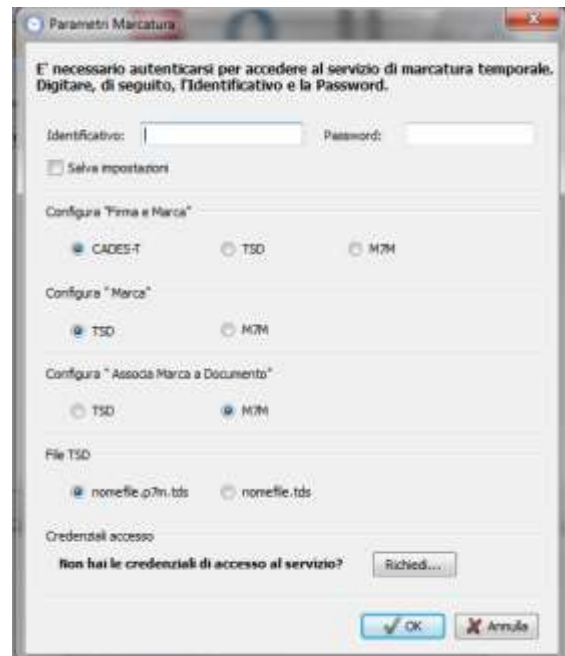 Parametri Marcatura
E' necessario autenticarsi per accedere al servizio di marcatura temporale.
Digitare, di seguito, l'Identificativo e la Password.
Identificativo: Password:
Salva impostazioni
Configura "Firma e Marca"
CADES-T TSD M7M
Configura " Marca"
TSD M7M
Configura " Associa Marca a Documento"
TSD M7M
File TSD
nomefile.p7m.tds nomefile.tds
Credenziali accesso
Non hai le credenziali di accesso al servizio? Richiedi...
OK Annulla